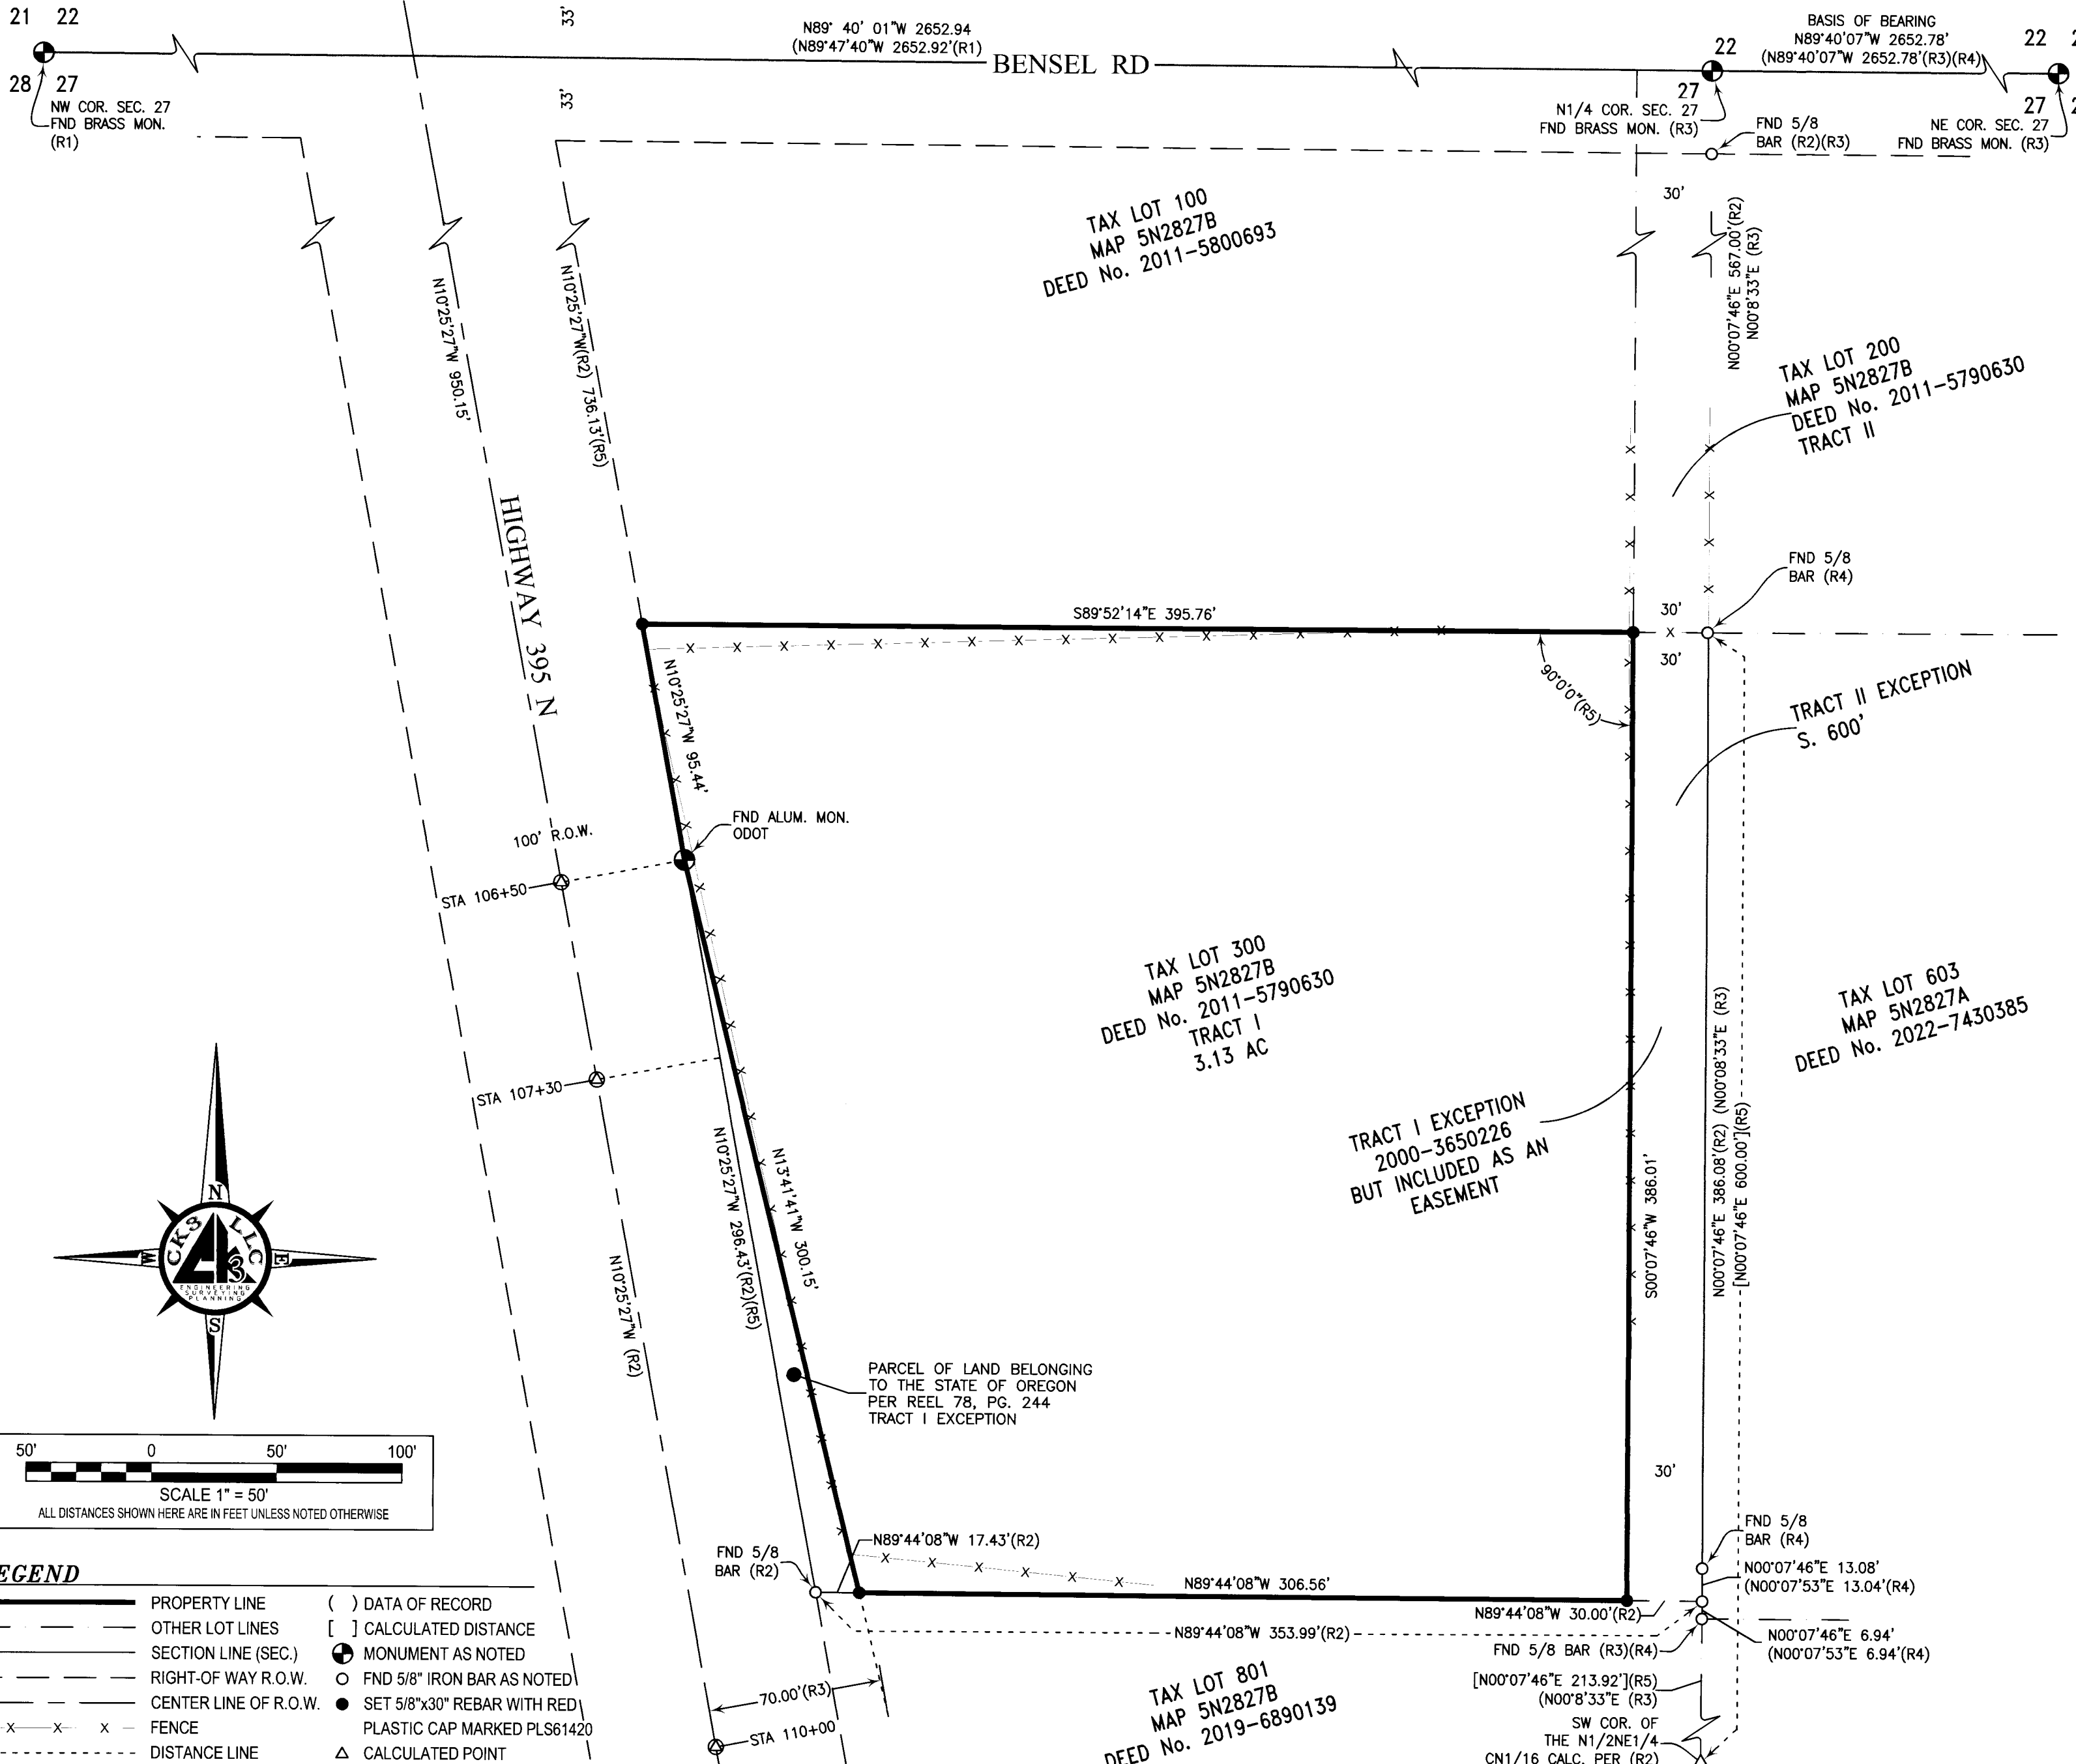 21 22
28 27
NW COR. SEC. 27
FND BRASS MON.
(R1)
33'
33'
N89° 40' 01"W 2652.94
(N89°47'40"W 2652.92'(R1)
BENSEL RD
22
27
N1/4 COR. SEC. 27
FND BRASS MON. (R3)
BASIS OF BEARING
N89°40'07"W 2652.78'
(N89°40'07"W 2652.78'(R3)(R4)
22
27
NE COR. SEC. 27
FND BRASS MON. (R3)
FND 5/8
BAR (R2)(R3)
30'
N00°07'46"E 567.00'(R2)
N00°8'33"E (R3)
TAX LOT 100
MAP 5N2827B
DEED No. 2011-5800693
N10°25'27"W 950.15'
N10°25'27"W(R2) 736.13'(R5)
HIGHWAY 395 N
TAX LOT 200
MAP 5N2827B
DEED No. 2011-5790630
TRACT II
FND 5/8
BAR (R4)
S89°52'14"E 395.76'
30'
30'
90°0'0"(R5)
N10°25'27"W 95.44'
TRACT II EXCEPTION
S. 600'
FND ALUM. MON.
ODOT
100' R.O.W.
STA 106+50
STA 107+30
TAX LOT 300
MAP 5N2827B
DEED No. 2011-5790630
TRACT I
3.13 AC
TAX LOT 603
MAP 5N2827A
DEED No. 2022-7430385
TRACT I EXCEPTION
2000-3650226
BUT INCLUDED AS AN
EASEMENT
S00°07'46"W 386.01'
N00°07'46"E 386.08'(R2) (N00°08'33"E (R3)
[N00°07'46"E 600.00'](R5)
N10°25'27"W 296.43'(R2)(R5)
N13°41'41"W 300.15'
N10°25'27"W (R2)
PARCEL OF LAND BELONGING
TO THE STATE OF OREGON
PER REEL 78, PG. 244
TRACT I EXCEPTION
N
W
E
S
CK3 LLC
3
ENGINEERING
SURVEYING
PLANNING
50' 0 50' 100'
SCALE 1" = 50'
ALL DISTANCES SHOWN HERE ARE IN FEET UNLESS NOTED OTHERWISE
30'
FND 5/8
BAR (R2)
N89°44'08"W 17.43'(R2)
N89°44'08"W 306.56'
N89°44'08"W 30.00'(R2)
N89°44'08"W 353.99'(R2)
FND 5/8
BAR (R4)
N00°07'46"E 13.08'
(N00°07'53"E 13.04'(R4)
FND 5/8 BAR (R3)(R4)
N00°07'46"E 6.94'
(N00°07'53"E 6.94'(R4)
[N00°07'46"E 213.92'](R5)
(N00°8'33"E (R3)
SW COR. OF
THE N1/2NE1/4
CN1/16 CALC. PER (R2)
70.00'(R3)
STA 110+00
TAX LOT 801
MAP 5N2827B
DEED No. 2019-6890139
EGEND
PROPERTY LINE
OTHER LOT LINES
SECTION LINE (SEC.)
RIGHT-OF WAY R.O.W.
CENTER LINE OF R.O.W.
FENCE
DISTANCE LINE
( ) DATA OF RECORD
[ ] CALCULATED DISTANCE
MONUMENT AS NOTED
FND 5/8" IRON BAR AS NOTED
SET 5/8"x30" REBAR WITH RED
PLASTIC CAP MARKED PLS61420
CALCULATED POINT